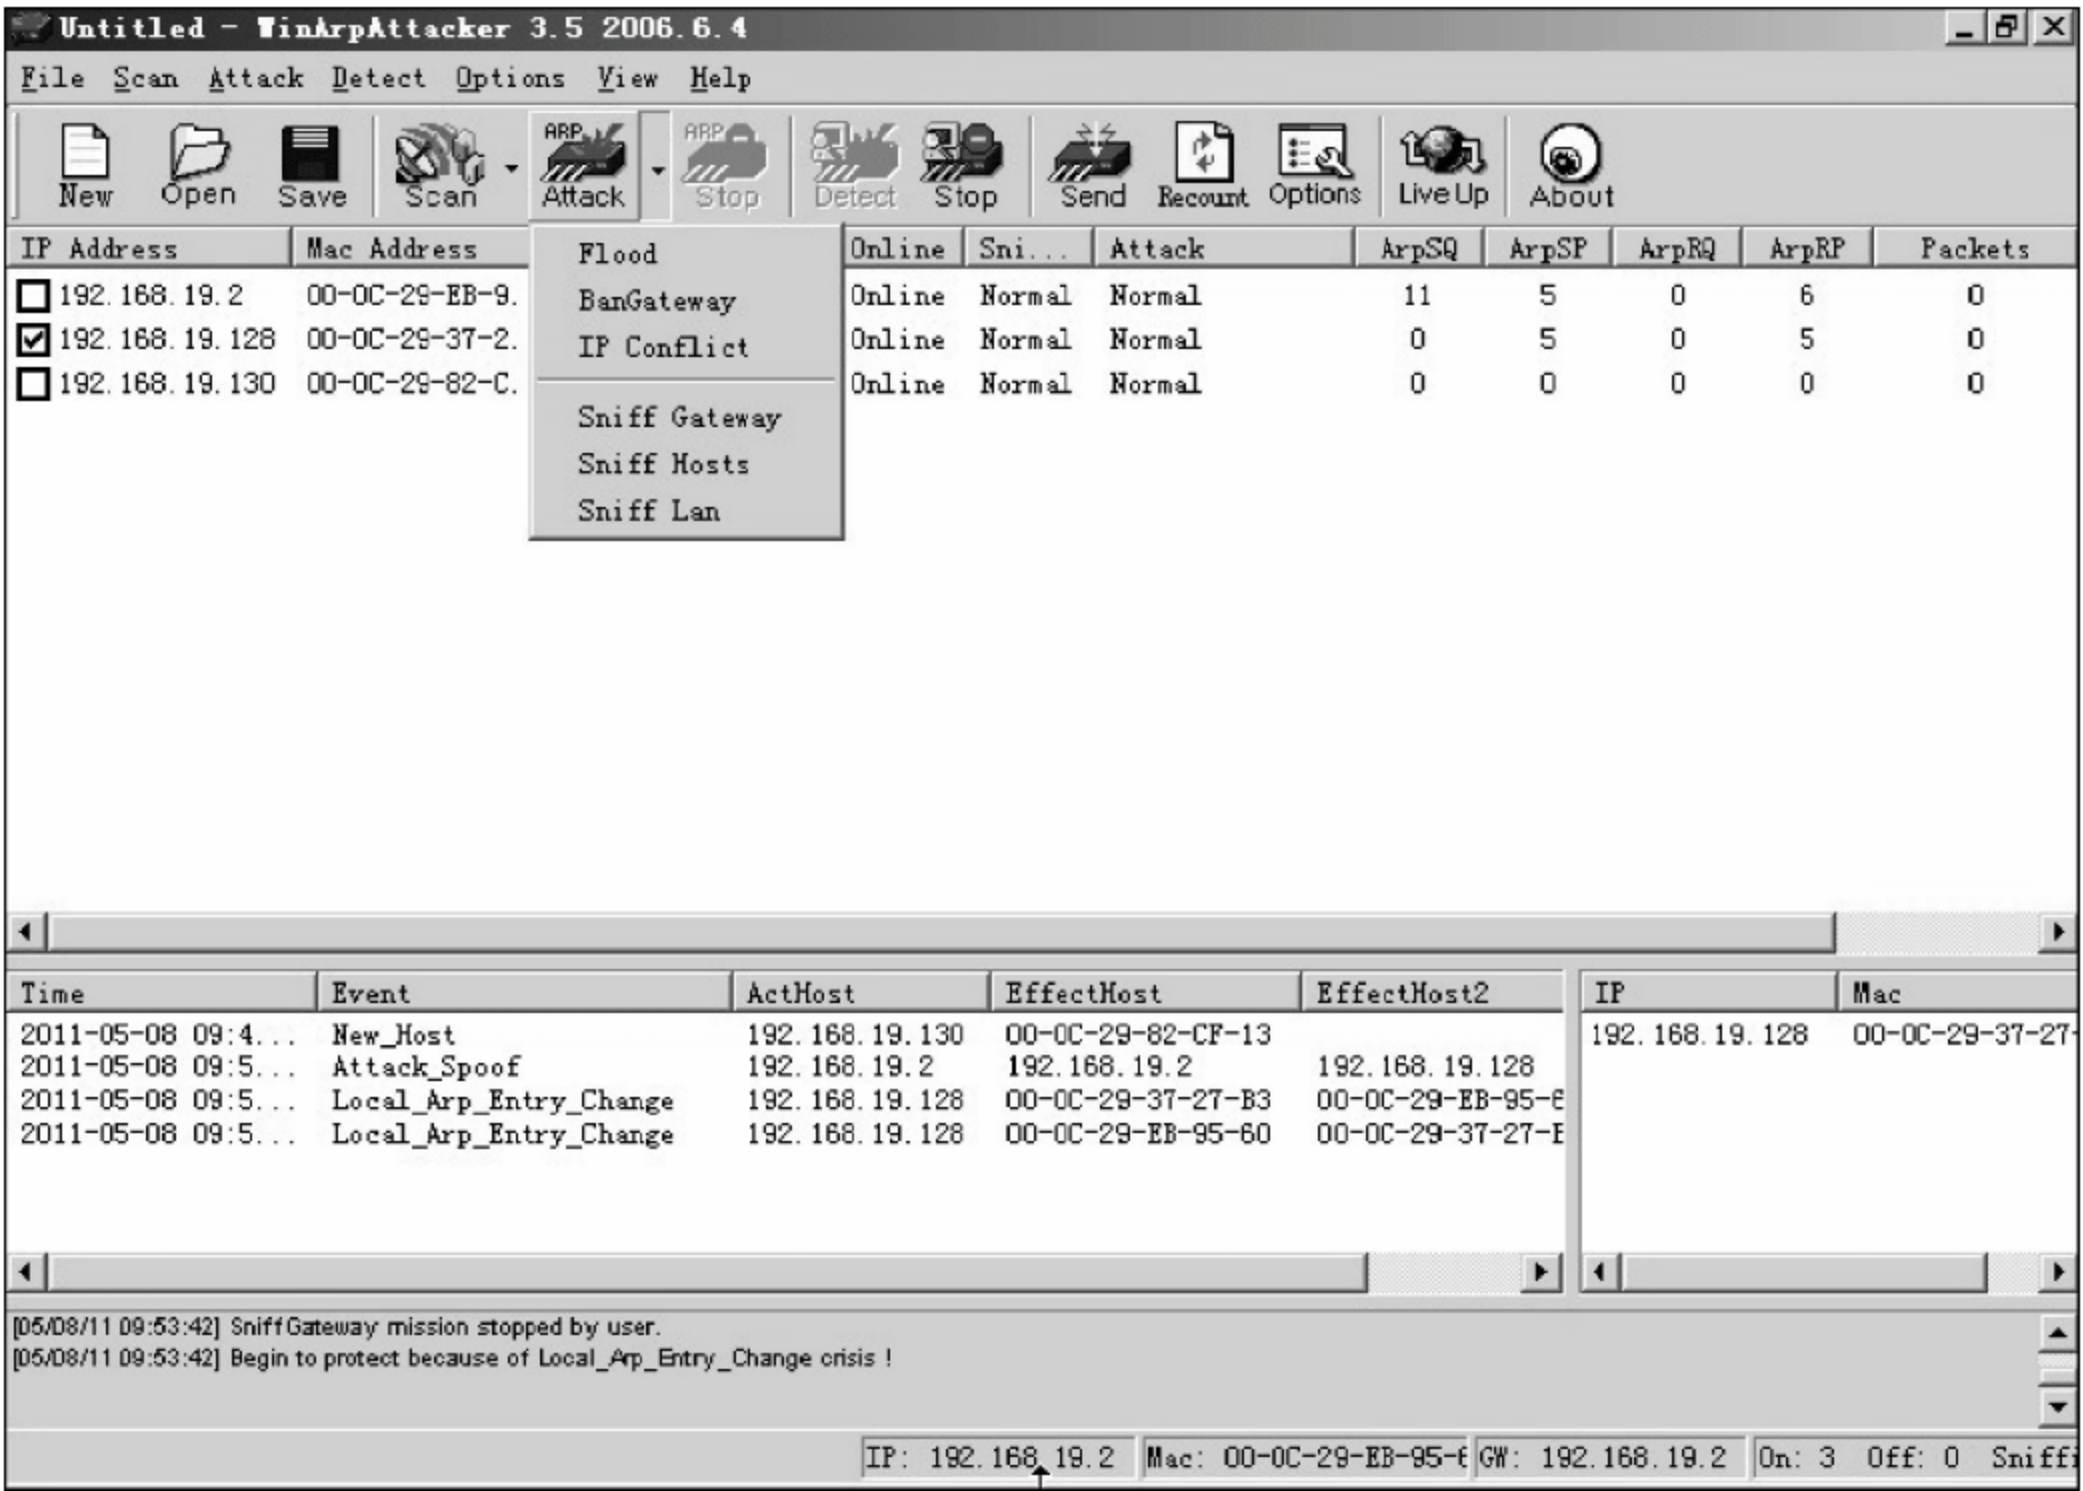 Untitled - WinArpAttacker 3.5 2006.6.4
File Scan Attack Detect Options View Help
New Open Save Scan ARP Attack ARP Stop Detect Stop Send Recount Options Live Up About
IP Address Mac Address Online Sni... Attack ArpSQ ArpSP ArpRQ ArpRP Packets
192.168.19.2 00-0C-29-EB-9. Online Normal Normal 11 5 0 6 0
192.168.19.128 00-0C-29-37-2. Online Normal Normal 0 5 0 5 0
192.168.19.130 00-0C-29-82-C. Online Normal Normal 0 0 0 0 0
Flood
BanGateway
IP Conflict
Sniff Gateway
Sniff Hosts
Sniff Lan
Time Event ActHost EffectHost EffectHost2
2011-05-08 09:4... New_Host 192.168.19.130 00-0C-29-82-CF-13
2011-05-08 09:5... Attack_Spoof 192.168.19.2 192.168.19.2 192.168.19.128
2011-05-08 09:5... Local_Arp_Entry_Change 192.168.19.128 00-0C-29-37-27-B3 00-0C-29-EB-95-6
2011-05-08 09:5... Local_Arp_Entry_Change 192.168.19.128 00-0C-29-EB-95-60 00-0C-29-37-27-
IP Mac
192.168.19.128 00-0C-29-37-27-
[05/08/11 09:53:42] SniffGateway mission stopped by user.
[05/08/11 09:53:42] Begin to protect because of Local_Arp_Entry_Change crisis !
IP: 192.168.19.2 Mac: 00-0C-29-EB-95-6 GW: 192.168.19.2 On: 3 Off: 0 Sniffi